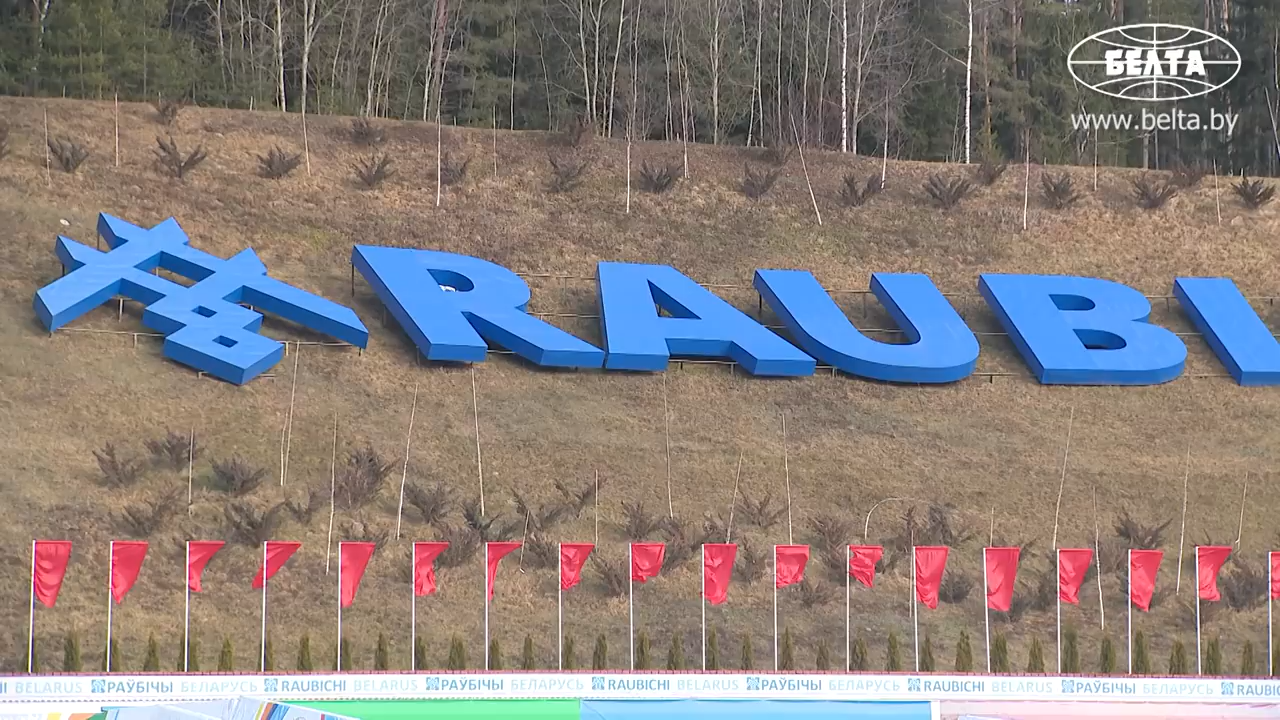 БЕЛТА
www.belta.by
RAUBI
BELARUS РАЎБІЧЫ БЕЛАРУСЬ RAUBICHI BELARUS РАЎБІЧЫ БЕЛАРУСЬ RAUBICHI BELARUS РАЎБІЧЫ БЕЛАРУСЬ RAUBICHI BELARUS РАЎБІЧЫ БЕЛАРУСЬ RAUBIC